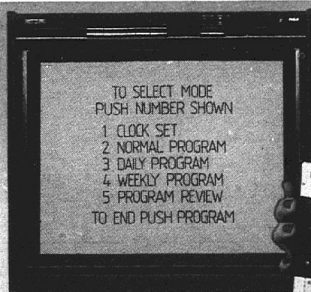 TO SELECT MODE
PUSH NUMBER SHOWN
1 CLOCK SET
2 NORMAL PROGRAM
3 DAILY PROGRAM
4 WEEKLY PROGRAM
5 PROGRAM REVIEW
TO END PUSH PROGRAM